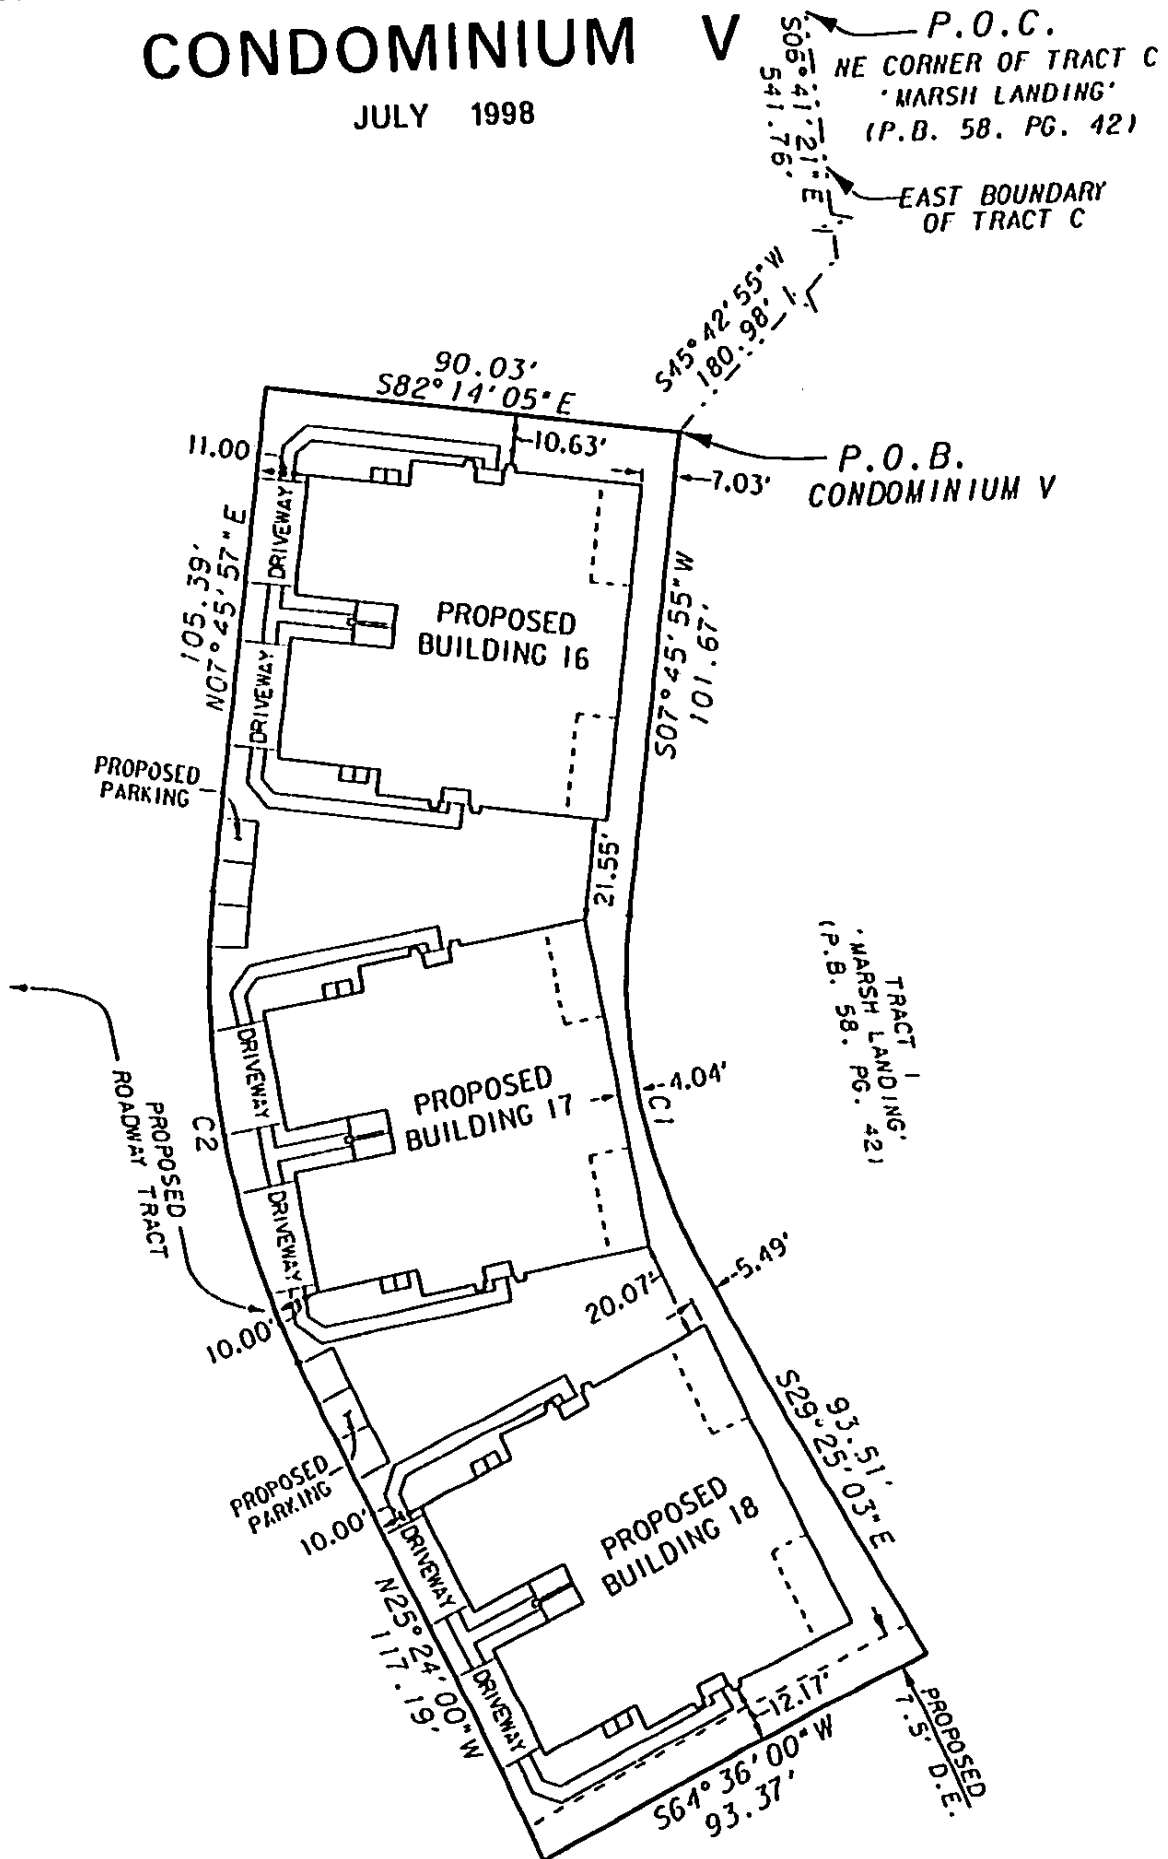 CONDOMINIUM V
JULY 1998
P.O.C.
NE CORNER OF TRACT C
'MARSH LANDING'
(P.B. 58. PG. 42)
S06°41'21"E
541.76'
EAST BOUNDARY
OF TRACT C
S45°42'55"W
180.98'
90.03'
S82°14'05"E
11.00
10.63'
7.03'
P.O.B.
CONDOMINIUM V
DRIVEWAY
105.39'
N07°45'57"E
PROPOSED
BUILDING 16
S07°45'55"W
101.67'
DRIVEWAY
PROPOSED
PARKING
21.55'
TRACT 1
'MARSH LANDING'
(P.B. 58. PG. 42)
DRIVEWAY
PROPOSED
BUILDING 17
4.04'
C1
C2
PROPOSED
ROADWAY TRACT
DRIVEWAY
5.49'
20.07'
10.00'
93.51'
S29°25'03"E
PROPOSED
PARKING
10.00'
DRIVEWAY
PROPOSED
BUILDING 18
N25°24'00"W
117.19'
DRIVEWAY
12.17'
S64°36'00"W
93.37'
PROPOSED
7.5' D.E.